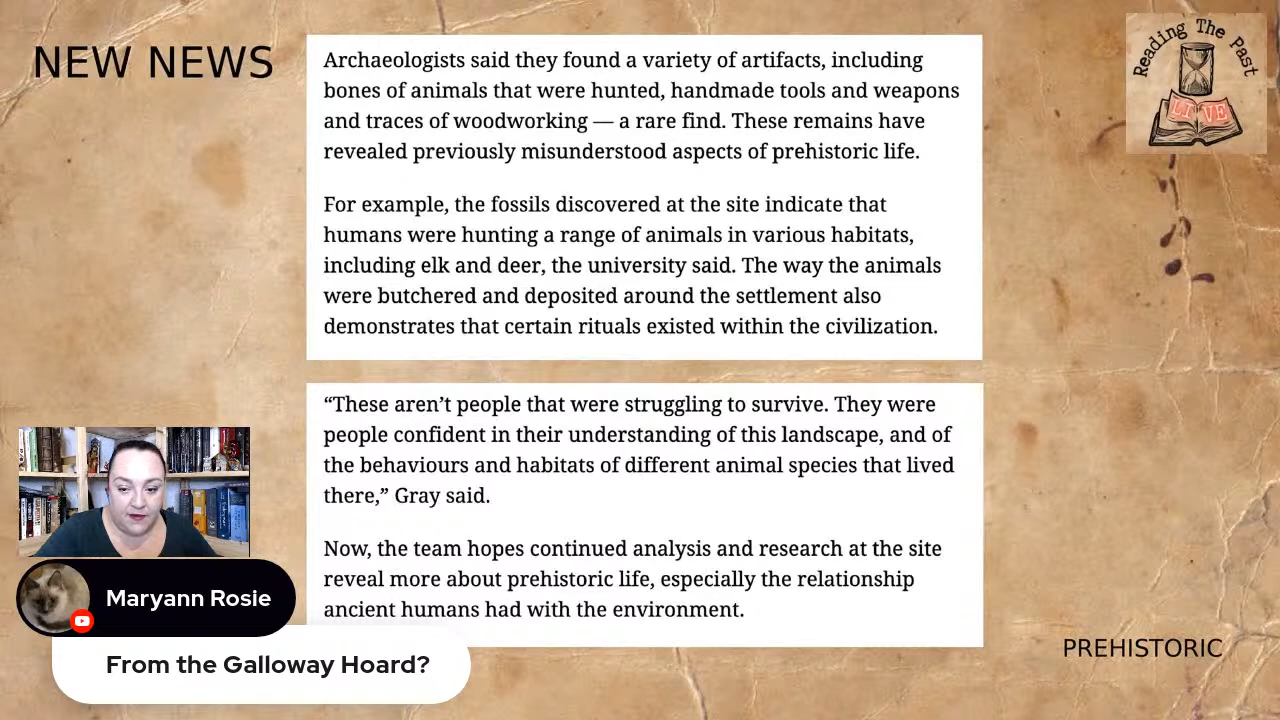 NEW NEWS
Reading The Past
LIVE
Archaeologists said they found a variety of artifacts, including
bones of animals that were hunted, handmade tools and weapons
and traces of woodworking — a rare find. These remains have
revealed previously misunderstood aspects of prehistoric life.
For example, the fossils discovered at the site indicate that
humans were hunting a range of animals in various habitats,
including elk and deer, the university said. The way the animals
were butchered and deposited around the settlement also
demonstrates that certain rituals existed within the civilization.
“These aren’t people that were struggling to survive. They were
people confident in their understanding of this landscape, and of
the behaviours and habitats of different animal species that lived
there,” Gray said.
Now, the team hopes continued analysis and research at the site
reveal more about prehistoric life, especially the relationship
ancient humans had with the environment.
Maryann Rosie
From the Galloway Hoard?
PREHISTORIC